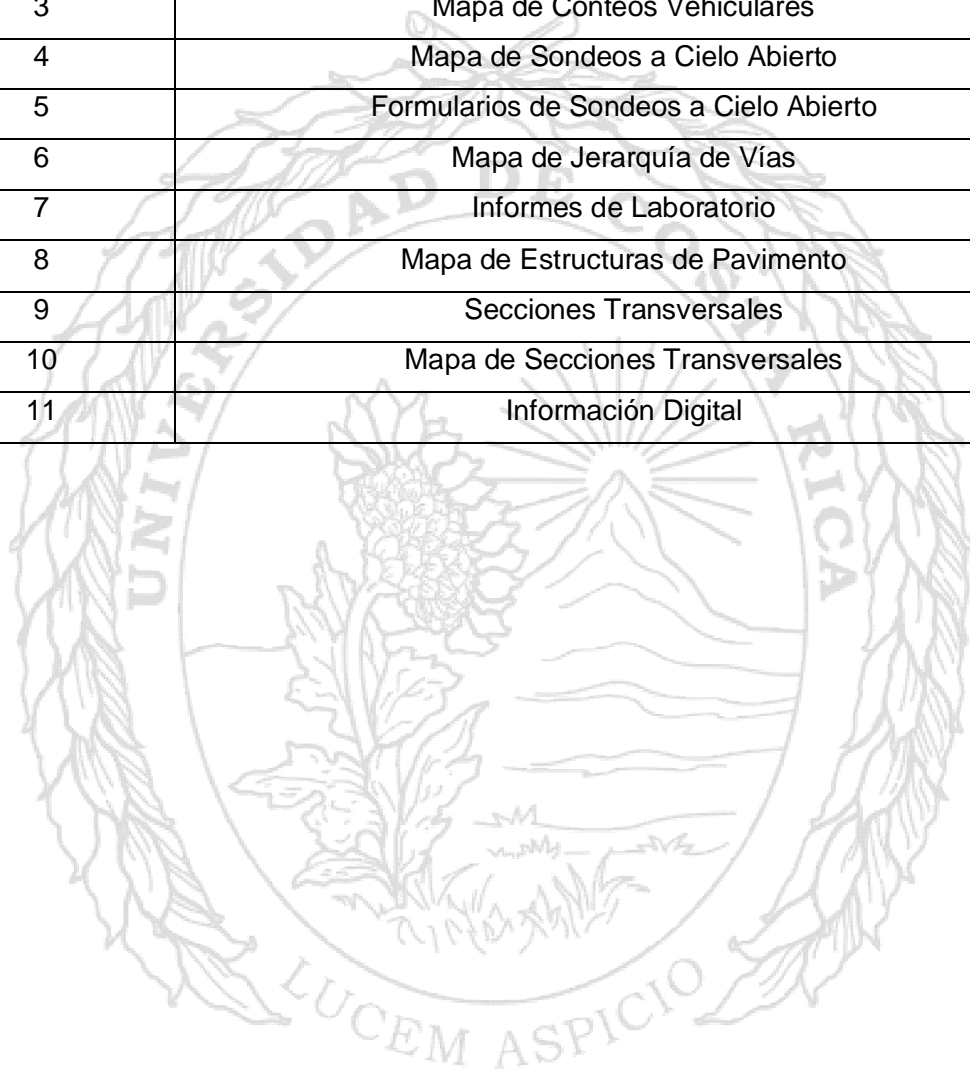 3 Mapa de Conteos Vehiculares
4 Mapa de Sondeos a Cielo Abierto
5 Formularios de Sondeos a Cielo Abierto
6 Mapa de Jerarquía de Vías
7 Informes de Laboratorio
8 Mapa de Estructuras de Pavimento
9 Secciones Transversales
10 Mapa de Secciones Transversales
11 Información Digital
UNIVERSIDAD DE COSTA RICA
LUCEM ASPICIO